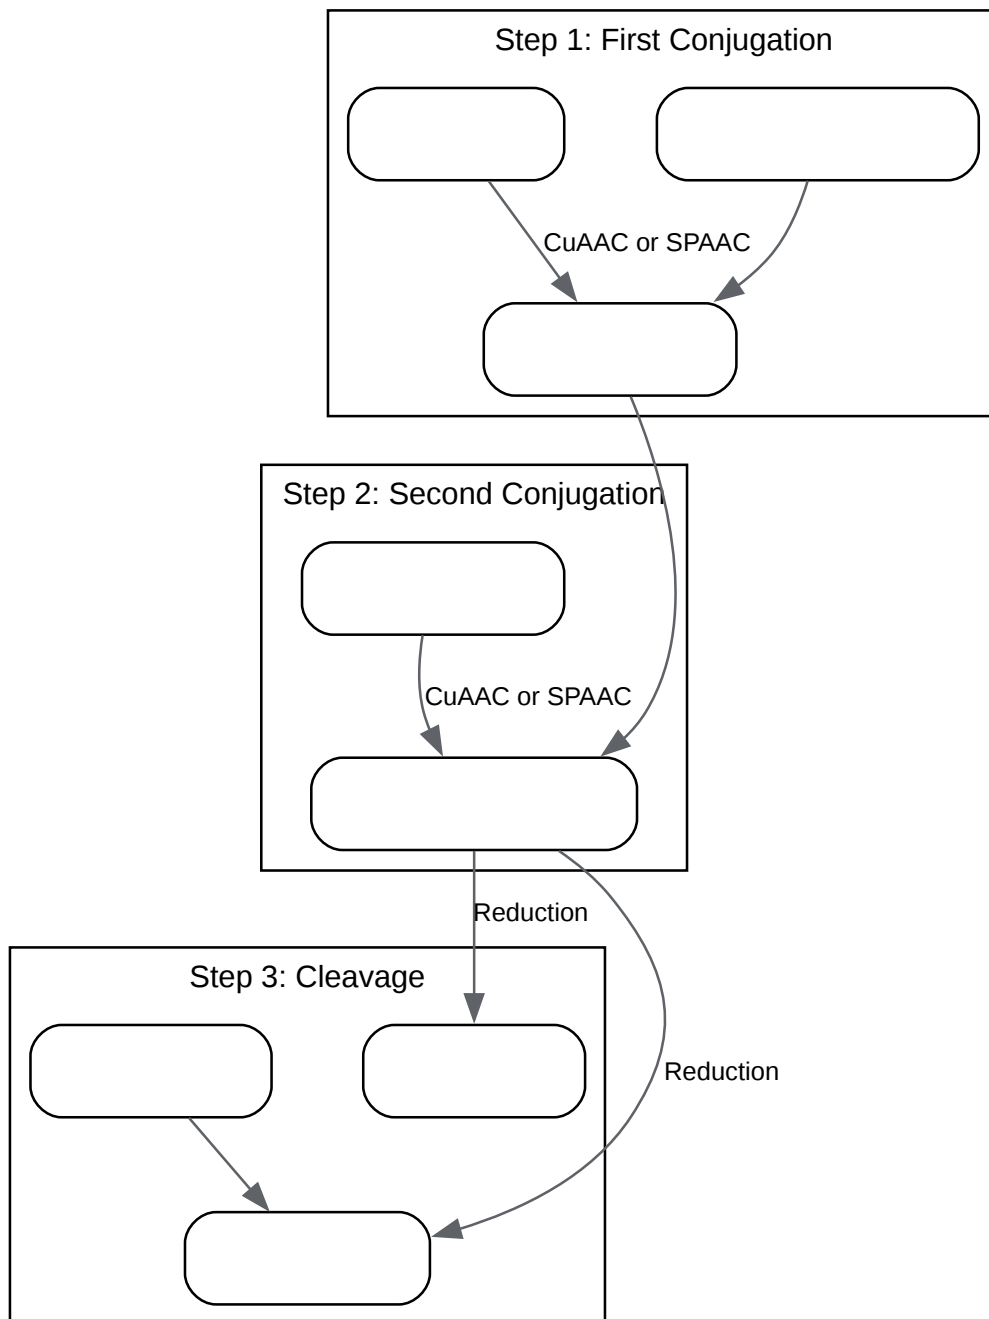 Step 1: First Conjugation
CuAAC or SPAAC
Step 2: Second Conjugation
CuAAC or SPAAC
Reduction
Step 3: Cleavage
Reduction